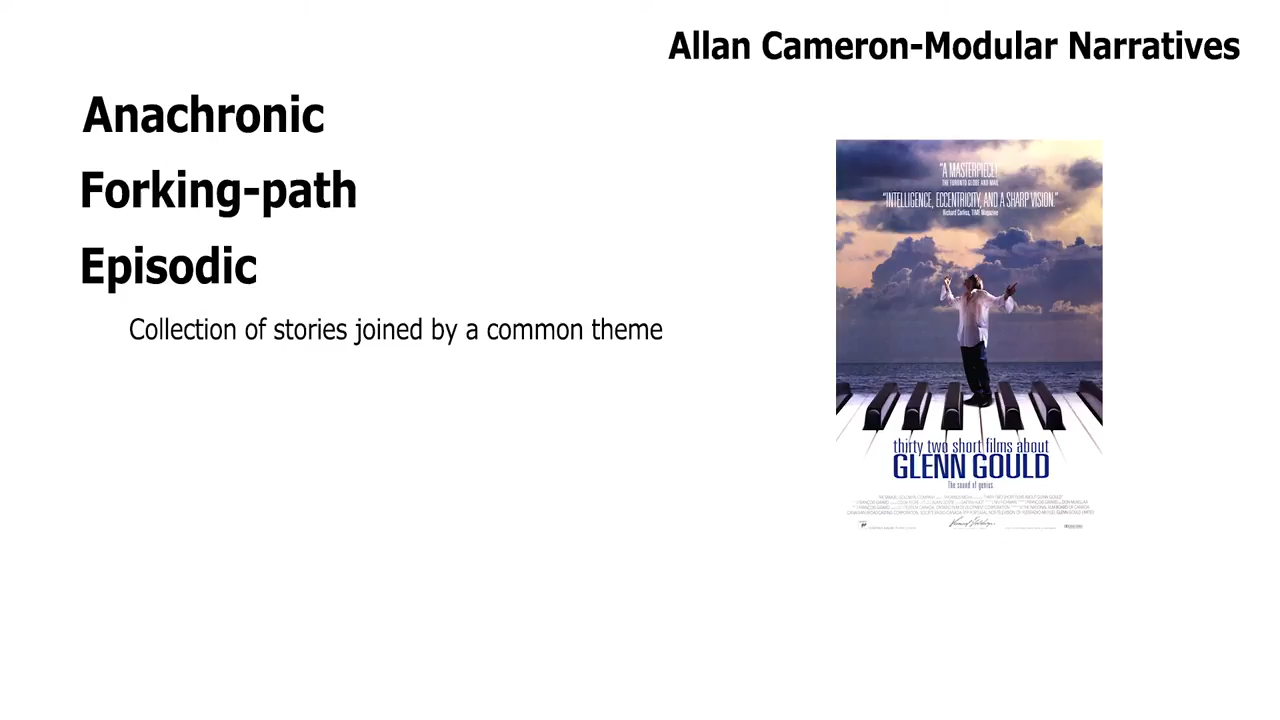 Allan Cameron-Modular Narratives
Anachronic
Forking-path
Episodic
Collection of stories joined by a common theme
"A MASTERPIECE!
THE TORONTO GLOBE AND MAIL
"INTELLIGENCE, ECCENTRICITY, AND A SHARP VISION."
Richard Corliss, TIME Magazine
thirty two short films about
GLENN GOULD
The sound of genius.